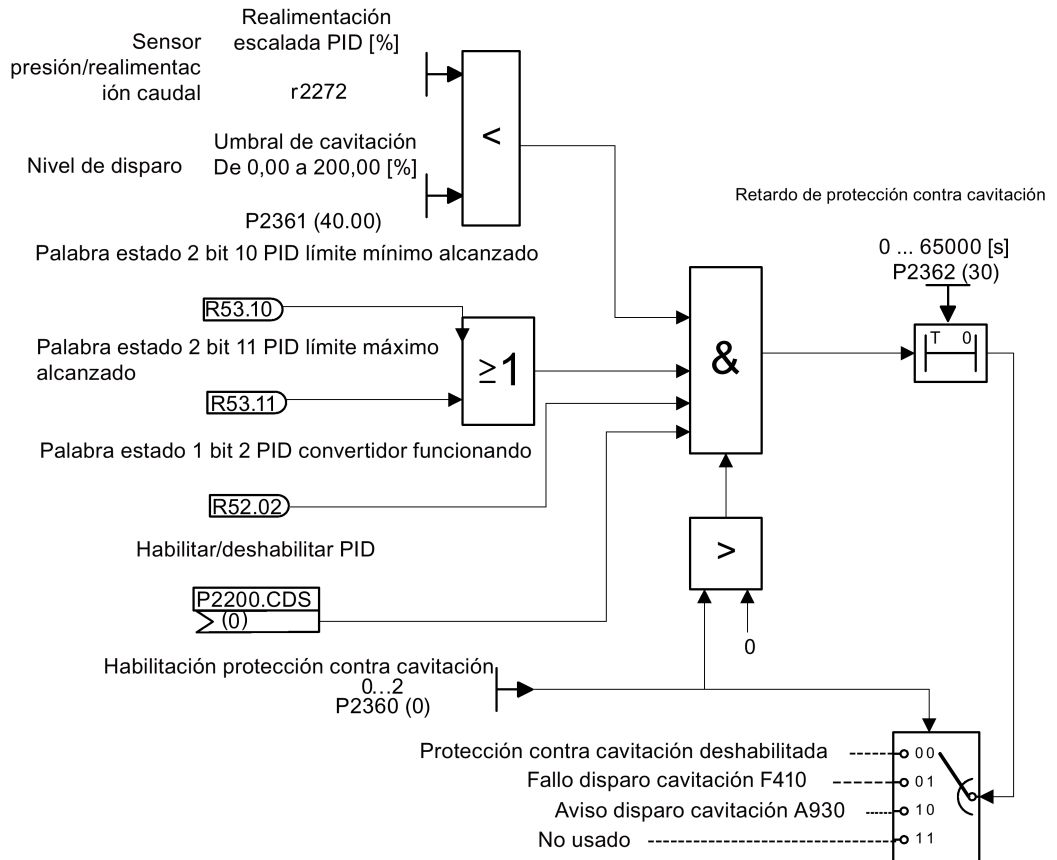 Realimentación
escalada PID [%]
r2272
Sensor
presión/realimentac
ión caudal
<
Umbral de cavitación
De 0,00 a 200,00 [%]
Nivel de disparo
P2361 (40.00)
Palabra estado 2 bit 10 PID límite mínimo alcanzado
R53.10
Palabra estado 2 bit 11 PID límite máximo
alcanzado
≥1
R53.11
Palabra estado 1 bit 2 PID convertidor funcionando
R52.02
Habilitar/deshabilitar PID
P2200.CDS
(0)
&
Retardo de protección contra cavitación
0 ... 65000 [s]
P2362 (30)
T 0
>
0
Habilitación protección contra cavitación
0...2
P2360 (0)
Protección contra cavitación deshabilitada
00
Fallo disparo cavitación F410
01
Aviso disparo cavitación A930
10
No usado
11